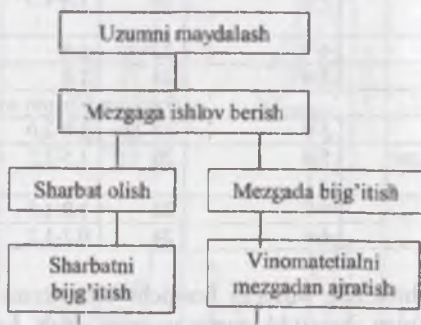 Uzumni maydalash
Mezgaga ishlov berish
Sharbat olish
Mezgada bijg'itish
Sharbatni
bijg'itish
Vinomatetialni
mezgadan ajratish